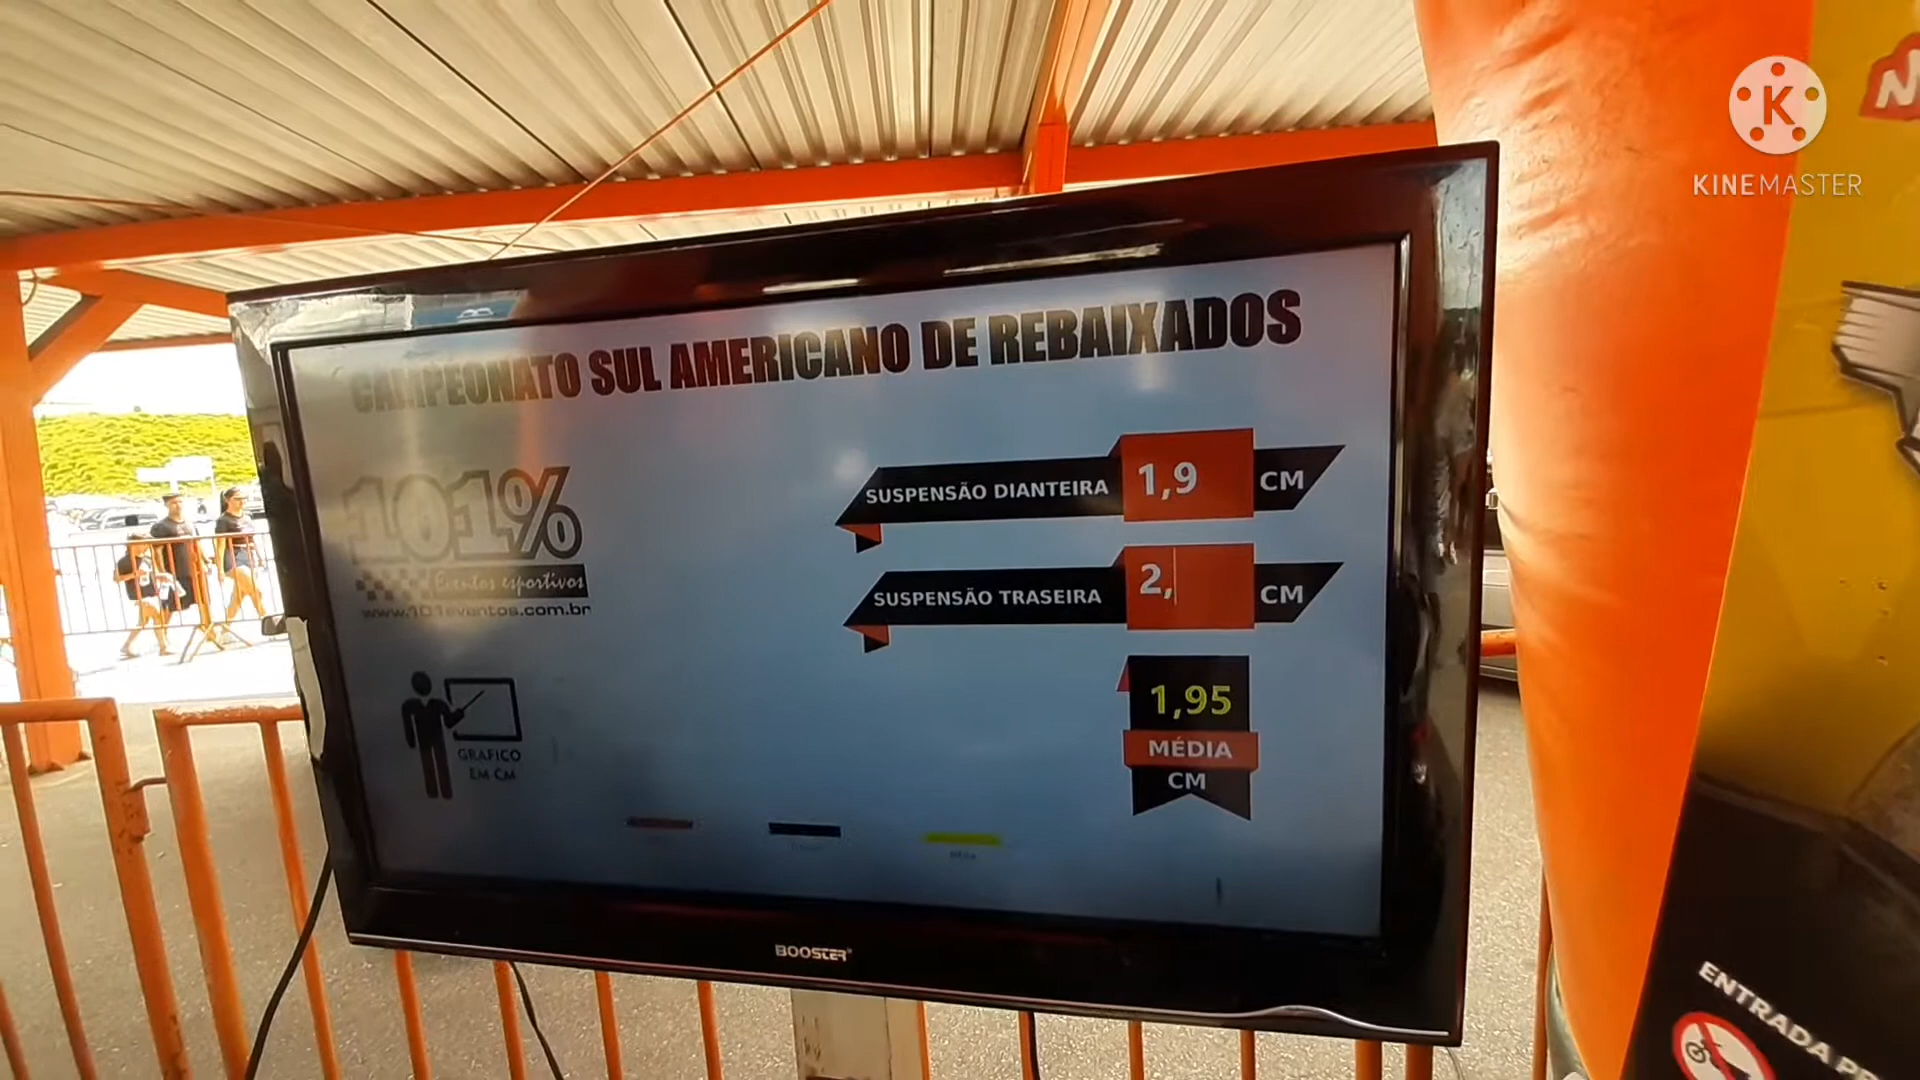 KINEMASTER
CAMPEONATO SUL AMERICANO DE REBAIXADOS
101%
Eventos esportivos
www.101eventos.com.br
SUSPENSÃO DIANTEIRA 1,9 CM
SUSPENSÃO TRASEIRA 2, CM
1,95
MÉDIA
CM
GRAFICO
EM CM
BOOSTER
ENTRADA